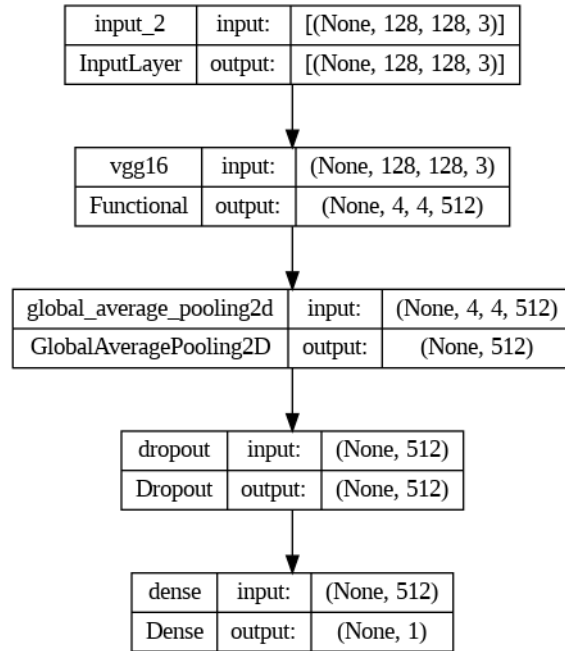 input_2 input: [(None, 128, 128, 3)]
InputLayer output: [(None, 128, 128, 3)]
vgg16 input: (None, 128, 128, 3)
Functional output: (None, 4, 4, 512)
global_average_pooling2d input: (None, 4, 4, 512)
GlobalAveragePooling2D output: (None, 512)
dropout input: (None, 512)
Dropout output: (None, 512)
dense input: (None, 512)
Dense output: (None, 1)